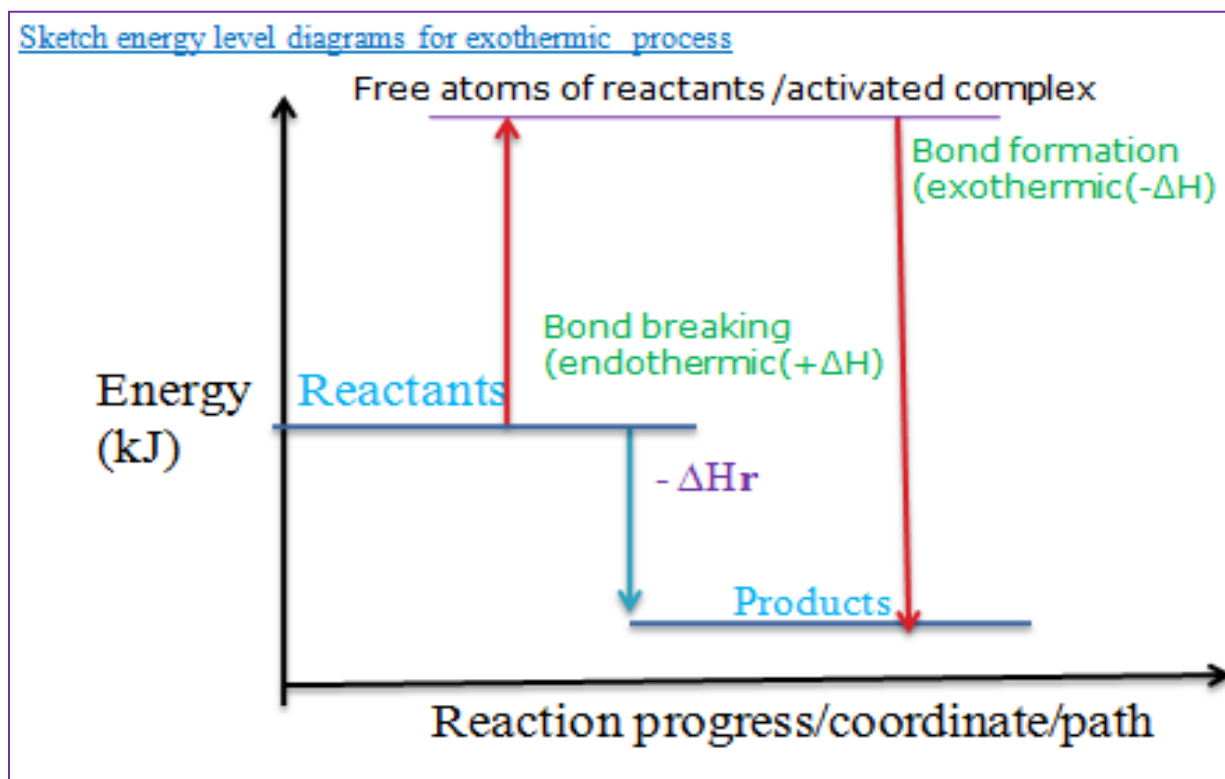 Sketch energy level diagrams for exothermic process
Free atoms of reactants /activated complex
Bond formation
(exothermic(-ΔH)
Bond breaking
(endothermic(+ΔH)
Energy
(kJ)
Reactants
- ΔHr
Products
Reaction progress/coordinate/path